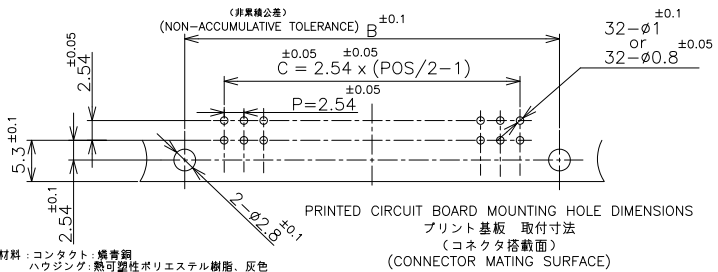 (非累積公差)
(NON-ACCUMULATIVE TOLERANCE)
B ±0.1
C = 2.54 ±0.05 x (POS/2-1) ±0.05
P=2.54 ±0.05
32-ø1 ±0.1
or
32-ø0.8 ±0.05
2.54 ±0.05
5.3 ±0.1
2.54 ±0.1
2-ø2.8 ±0.1
PRINTED CIRCUIT BOARD MOUNTING HOLE DIMENSIONS
プリント基板 取付寸法
(コネクタ搭載面)
(CONNECTOR MATING SURFACE)
材料:コンタクト:燐青銅
ハウジング:熱可塑性ポリエステル樹脂、灰色